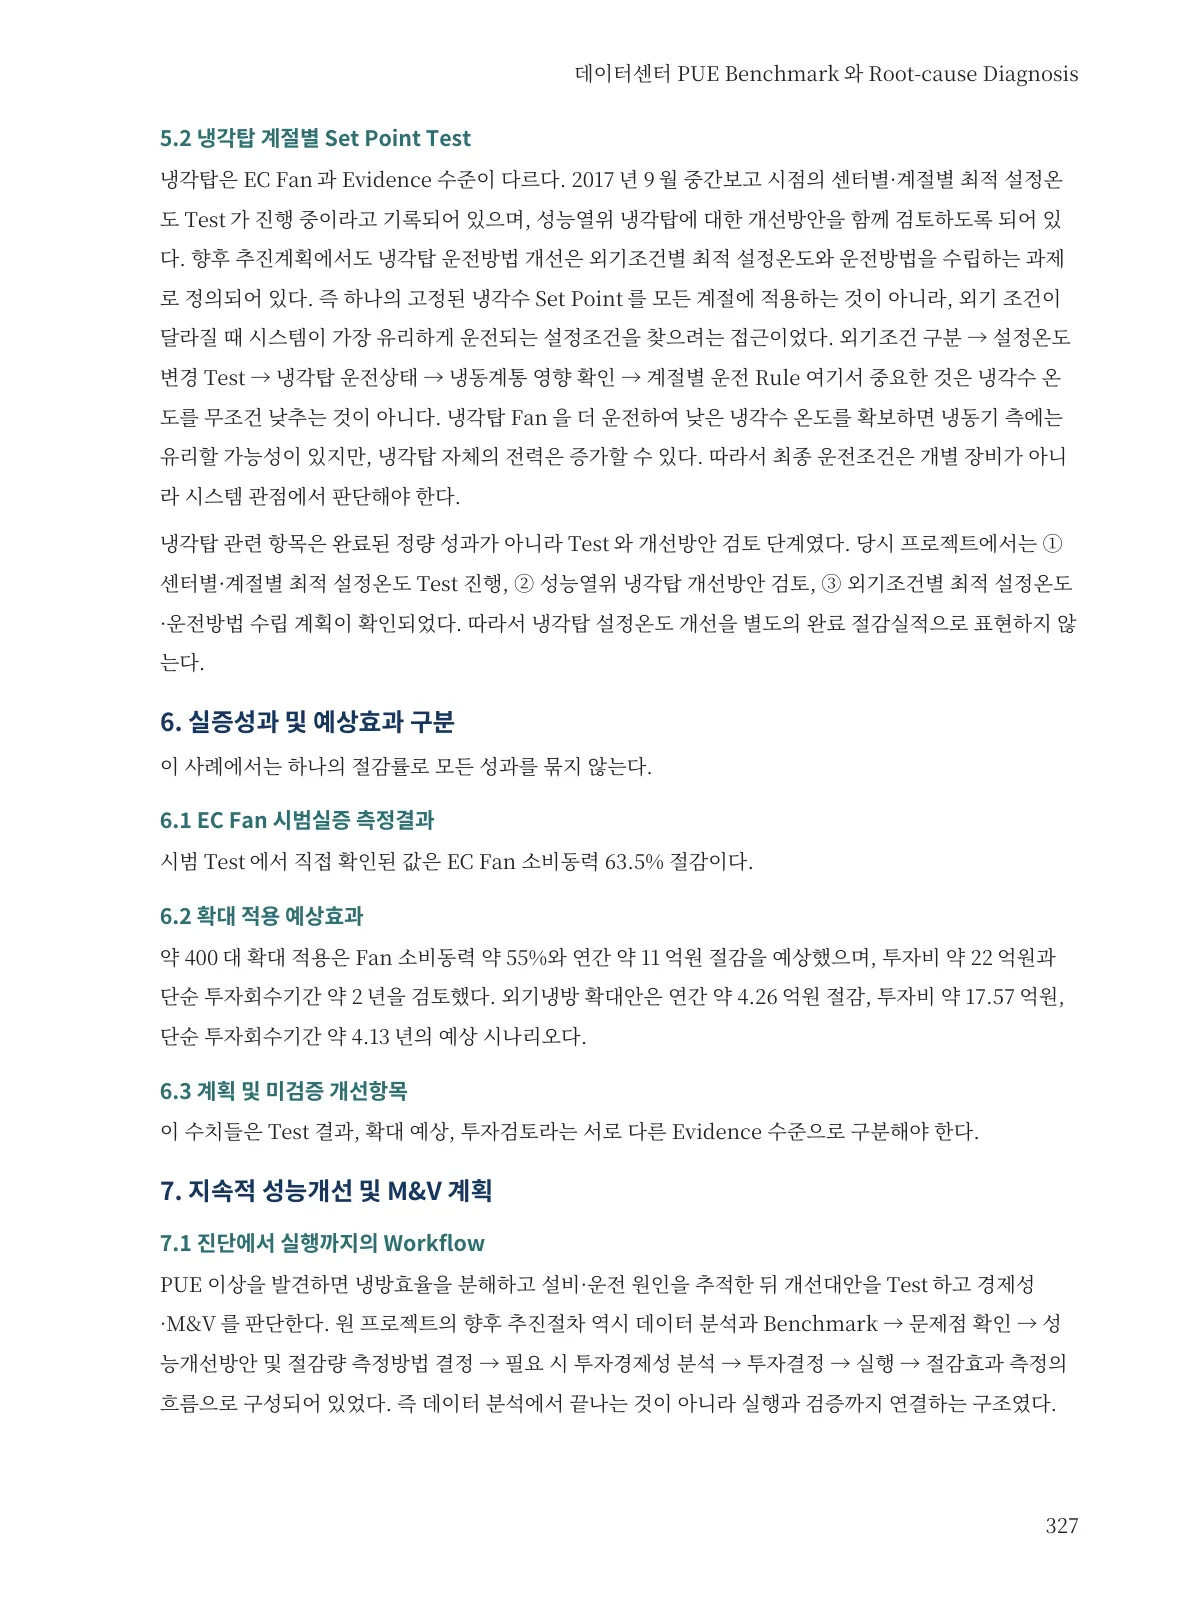 데이터센터 PUE Benchmark 와 Root-cause Diagnosis
5.2 냉각탑 계절별 Set Point Test
냉각탑은 EC Fan 과 Evidence 수준이 다르다. 2017 년 9 월 중간보고 시점의 센터별·계절별 최적 설정온
도 Test 가 진행 중이라고 기록되어 있으며, 성능열위 냉각탑에 대한 개선방안을 함께 검토하도록 되어 있
다. 향후 추진계획에서도 냉각탑 운전방법 개선은 외기조건별 최적 설정온도와 운전방법을 수립하는 과제
로 정의되어 있다. 즉 하나의 고정된 냉각수 Set Point 를 모든 계절에 적용하는 것이 아니라, 외기 조건이
달라질 때 시스템이 가장 유리하게 운전되는 설정조건을 찾으려는 접근이었다. 외기조건 구분 → 설정온도
변경 Test → 냉각탑 운전상태 → 냉동계통 영향 확인 → 계절별 운전 Rule 여기서 중요한 것은 냉각수 온
도를 무조건 낮추는 것이 아니다. 냉각탑 Fan 을 더 운전하여 낮은 냉각수 온도를 확보하면 냉동기 측에는
유리할 가능성이 있지만, 냉각탑 자체의 전력은 증가할 수 있다. 따라서 최종 운전조건은 개별 장비가 아니
라 시스템 관점에서 판단해야 한다.
냉각탑 관련 항목은 완료된 정량 성과가 아니라 Test 와 개선방안 검토 단계였다. 당시 프로젝트에서는 ①
센터별·계절별 최적 설정온도 Test 진행, ② 성능열위 냉각탑 개선방안 검토, ③ 외기조건별 최적 설정온도
·운전방법 수립 계획이 확인되었다. 따라서 냉각탑 설정온도 개선을 별도의 완료 절감실적으로 표현하지 않
는다.
6. 실증성과 및 예상효과 구분
이 사례에서는 하나의 절감률로 모든 성과를 묶지 않는다.
6.1 EC Fan 시범실증 측정결과
시범 Test 에서 직접 확인된 값은 EC Fan 소비동력 63.5% 절감이다.
6.2 확대 적용 예상효과
약 400 대 확대 적용은 Fan 소비동력 약 55%와 연간 약 11 억원 절감을 예상했으며, 투자비 약 22 억원과
단순 투자회수기간 약 2 년을 검토했다. 외기냉방 확대안은 연간 약 4.26 억원 절감, 투자비 약 17.57 억원,
단순 투자회수기간 약 4.13 년의 예상 시나리오다.
6.3 계획 및 미검증 개선항목
이 수치들은 Test 결과, 확대 예상, 투자검토라는 서로 다른 Evidence 수준으로 구분해야 한다.
7. 지속적 성능개선 및 M&V 계획
7.1 진단에서 실행까지의 Workflow
PUE 이상을 발견하면 냉방효율을 분해하고 설비·운전 원인을 추적한 뒤 개선대안을 Test 하고 경제성
·M&V 를 판단한다. 원 프로젝트의 향후 추진절차 역시 데이터 분석과 Benchmark → 문제점 확인 → 성
능개선방안 및 절감량 측정방법 결정 → 필요 시 투자경제성 분석 → 투자결정 → 실행 → 절감효과 측정의
흐름으로 구성되어 있었다. 즉 데이터 분석에서 끝나는 것이 아니라 실행과 검증까지 연결하는 구조였다.
327